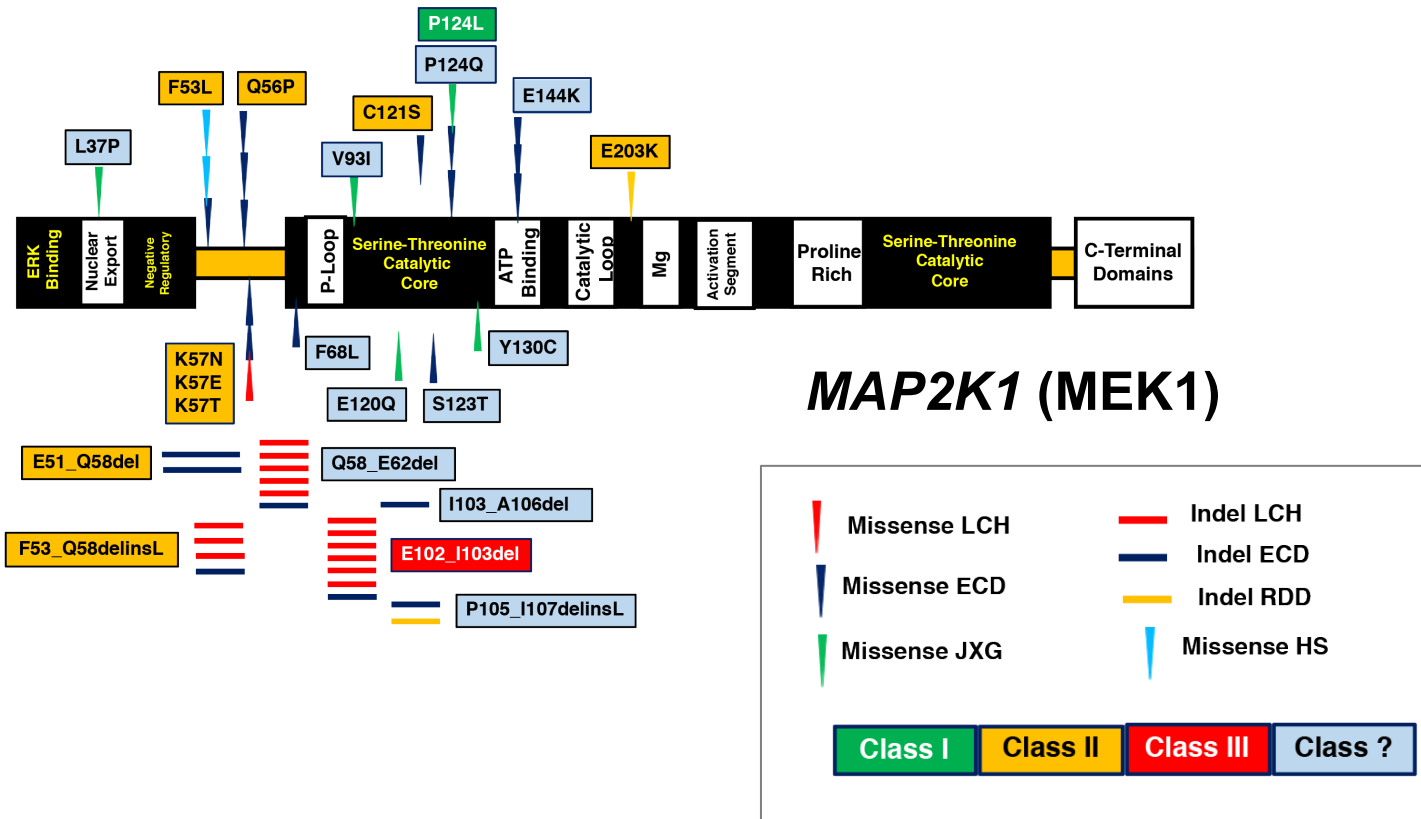 P124L
P124Q
F53L
Q56P
E144K
C121S
L37P
V93I
E203K
ERK
Binding
Nuclear
Export
Negative
Regulatory
P-Loop
Serine-Threonine
Catalytic
Core
ATP
Binding
Catalytic
Loop
Mg
Activation
Segment
Proline
Rich
Serine-Threonine
Catalytic
Core
C-Terminal
Domains
K57N
K57E
K57T
F68L
Y130C
E120Q
S123T
MAP2K1 (MEK1)
E51_Q58del
Q58_E62del
I103_A106del
F53_Q58delinsL
E102_I103del
P105_I107delinsL
Missense LCH
Indel LCH
Missense ECD
Indel ECD
Indel RDD
Missense JXG
Missense HS
Class I
Class II
Class III
Class ?